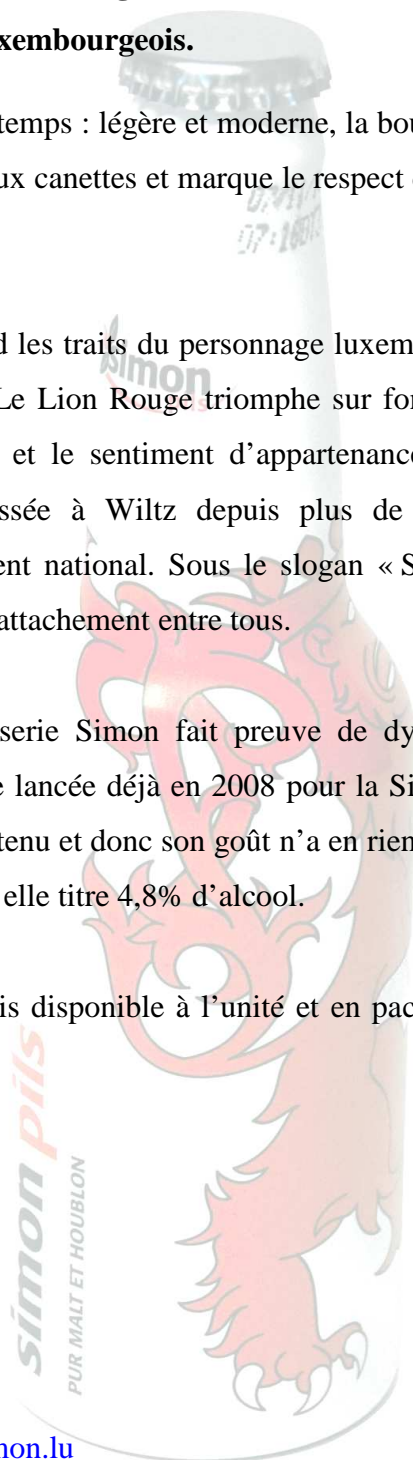 xembourgeois.
temps : légère et moderne, la bou
ux canettes et marque le respect
d les traits du personnage luxem
Le Lion Rouge triomphe sur for
et le sentiment d’appartenance
ssée à Wiltz depuis plus de
ent national. Sous le slogan « S
attachement entre tous.
serie Simon fait preuve de dy
e lancée déjà en 2008 pour la Si
tenu et donc son goût n’a en rien
elle titre 4,8% d’alcool.
is disponible à l’unité et en pac
simon
simon pils
PUR MALT ET HOUBLON
non.lu